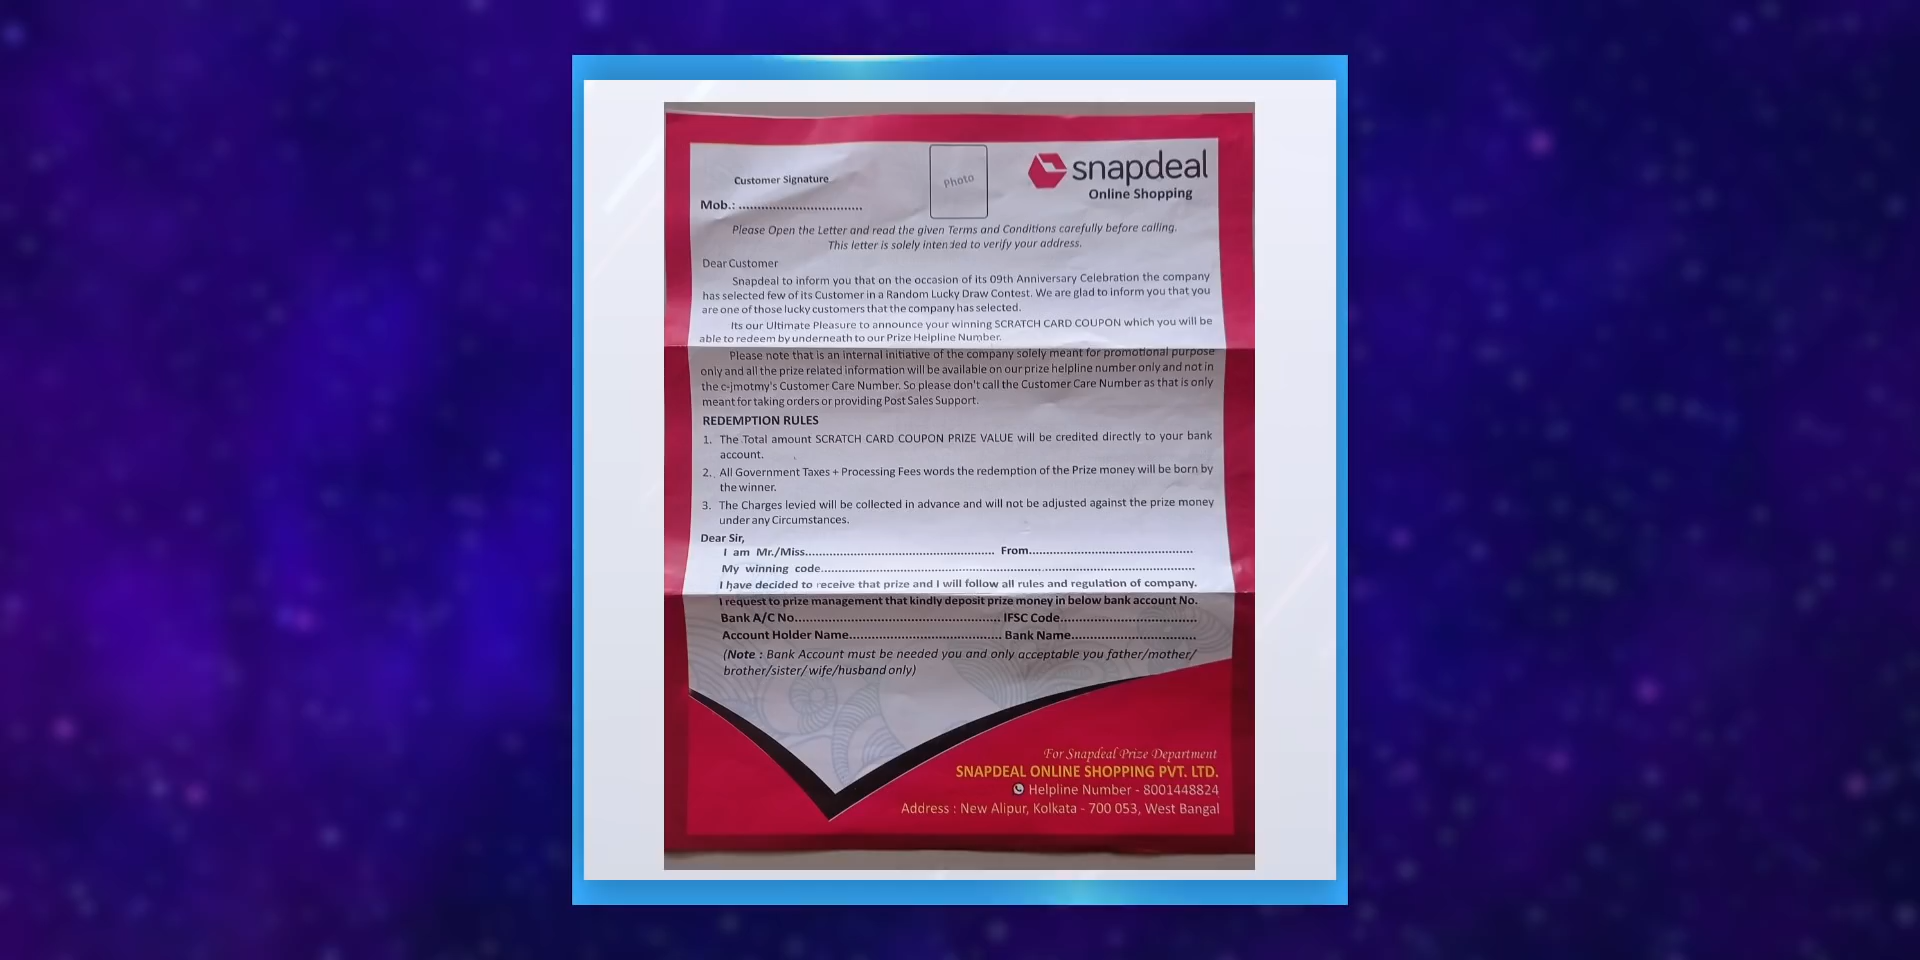 snapdeal
Online Shopping
photo
Customer Signature
Mob.: ................................
Please Open the Letter and read the given Terms and Conditions carefully before calling.
This letter is solely intended to verify your address.
Dear Customer
Snapdeal to inform you that on the occasion of its 09th Anniversary Celebration the company
has selected few of its Customer in a Random Lucky Draw Contest. We are glad to inform you that you
are one of those lucky customers that the company has selected.
Its our Ultimate Pleasure to announce your winning SCRATCH CARD COUPON which you will be
able to redeem by underneath to our Prize Helpline Number.
Please note that is an internal initiative of the company solely meant for promotional purpose
only and all the prize related information will be available on our prize helpline number only and not in
the c-jmotmy's Customer Care Number. So please don't call the Customer Care Number as that is only
meant for taking orders or providing Post Sales Support.
REDEMPTION RULES
1. The Total amount SCRATCH CARD COUPON PRIZE VALUE will be credited directly to your bank
account.
2. All Government Taxes + Processing Fees words the redemption of the Prize money will be born by
the winner.
3. The Charges levied will be collected in advance and will not be adjusted against the prize money
under any Circumstances.
Dear Sir,
I am Mr./Miss........................................................ From................................................
My winning code................................................................................................................
I have decided to receive that prize and I will follow all rules and regulation of company.
I request to prize management that kindly deposit prize money in below bank account No.
Bank A/C No............................................................. IFSC Code........................................
Account Holder Name............................................. Bank Name.....................................
(Note : Bank Account must be needed you and only acceptable you father/mother/
brother/sister/ wife/husband only)
For Snapdeal Prize Department
SNAPDEAL ONLINE SHOPPING PVT. LTD.
Helpline Number - 8001448824
Address : New Alipur, Kolkata - 700 053, West Bangal